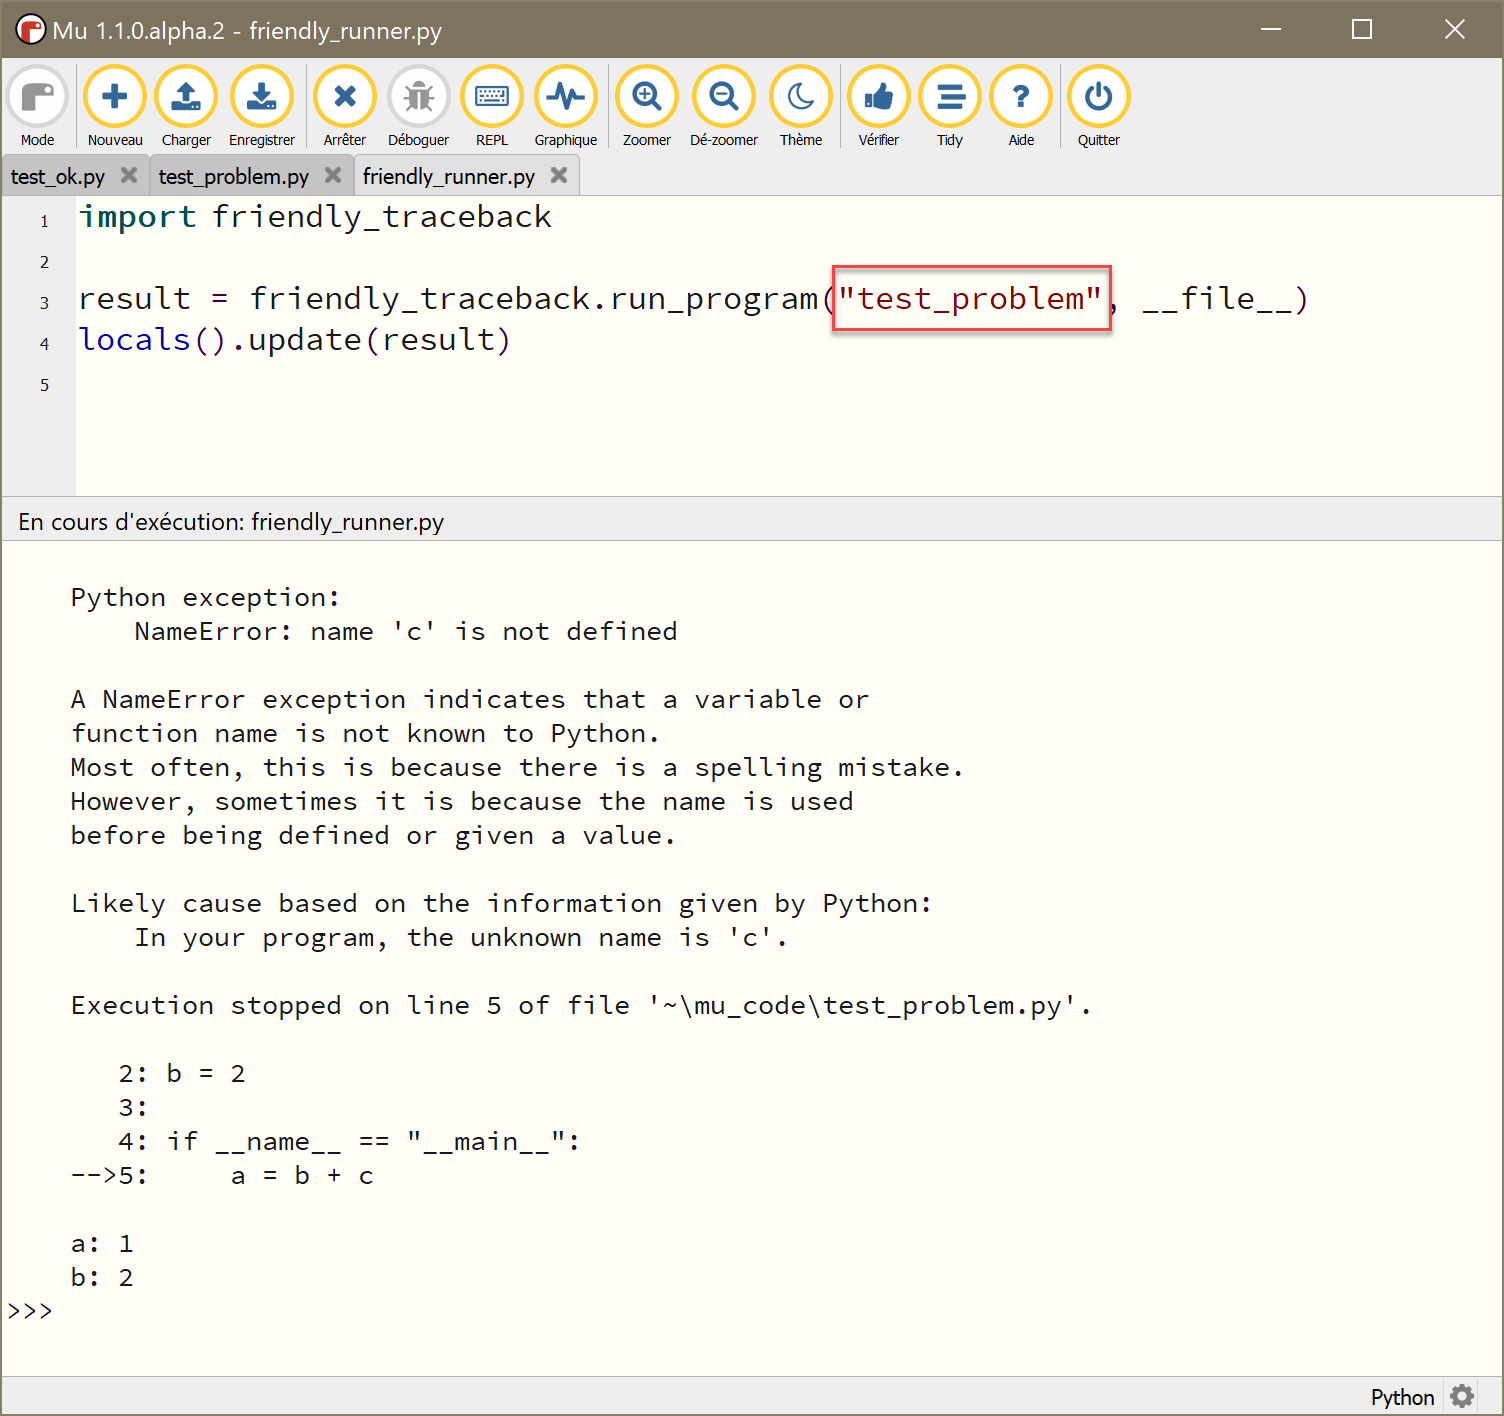 Mu 1.1.0.alpha.2 - friendly_runner.py
Mode Nouveau Charger Enregistrer Arrêter Déboguer REPL Graphique Zoomer Dé-zoomer Thème Vérifier Tidy Aide Quitter
test_ok.py test_problem.py friendly_runner.py
1 import friendly_traceback
2
3 result = friendly_traceback.run_program("test_problem", __file__)
4 locals().update(result)
5
En cours d'exécution: friendly_runner.py
Python exception:
NameError: name 'c' is not defined
A NameError exception indicates that a variable or
function name is not known to Python.
Most often, this is because there is a spelling mistake.
However, sometimes it is because the name is used
before being defined or given a value.
Likely cause based on the information given by Python:
In your program, the unknown name is 'c'.
Execution stopped on line 5 of file '~\mu_code\test_problem.py'.
2: b = 2
3:
4: if __name__ == "__main__":
-->5:     a = b + c
a: 1
b: 2
>>>
Python